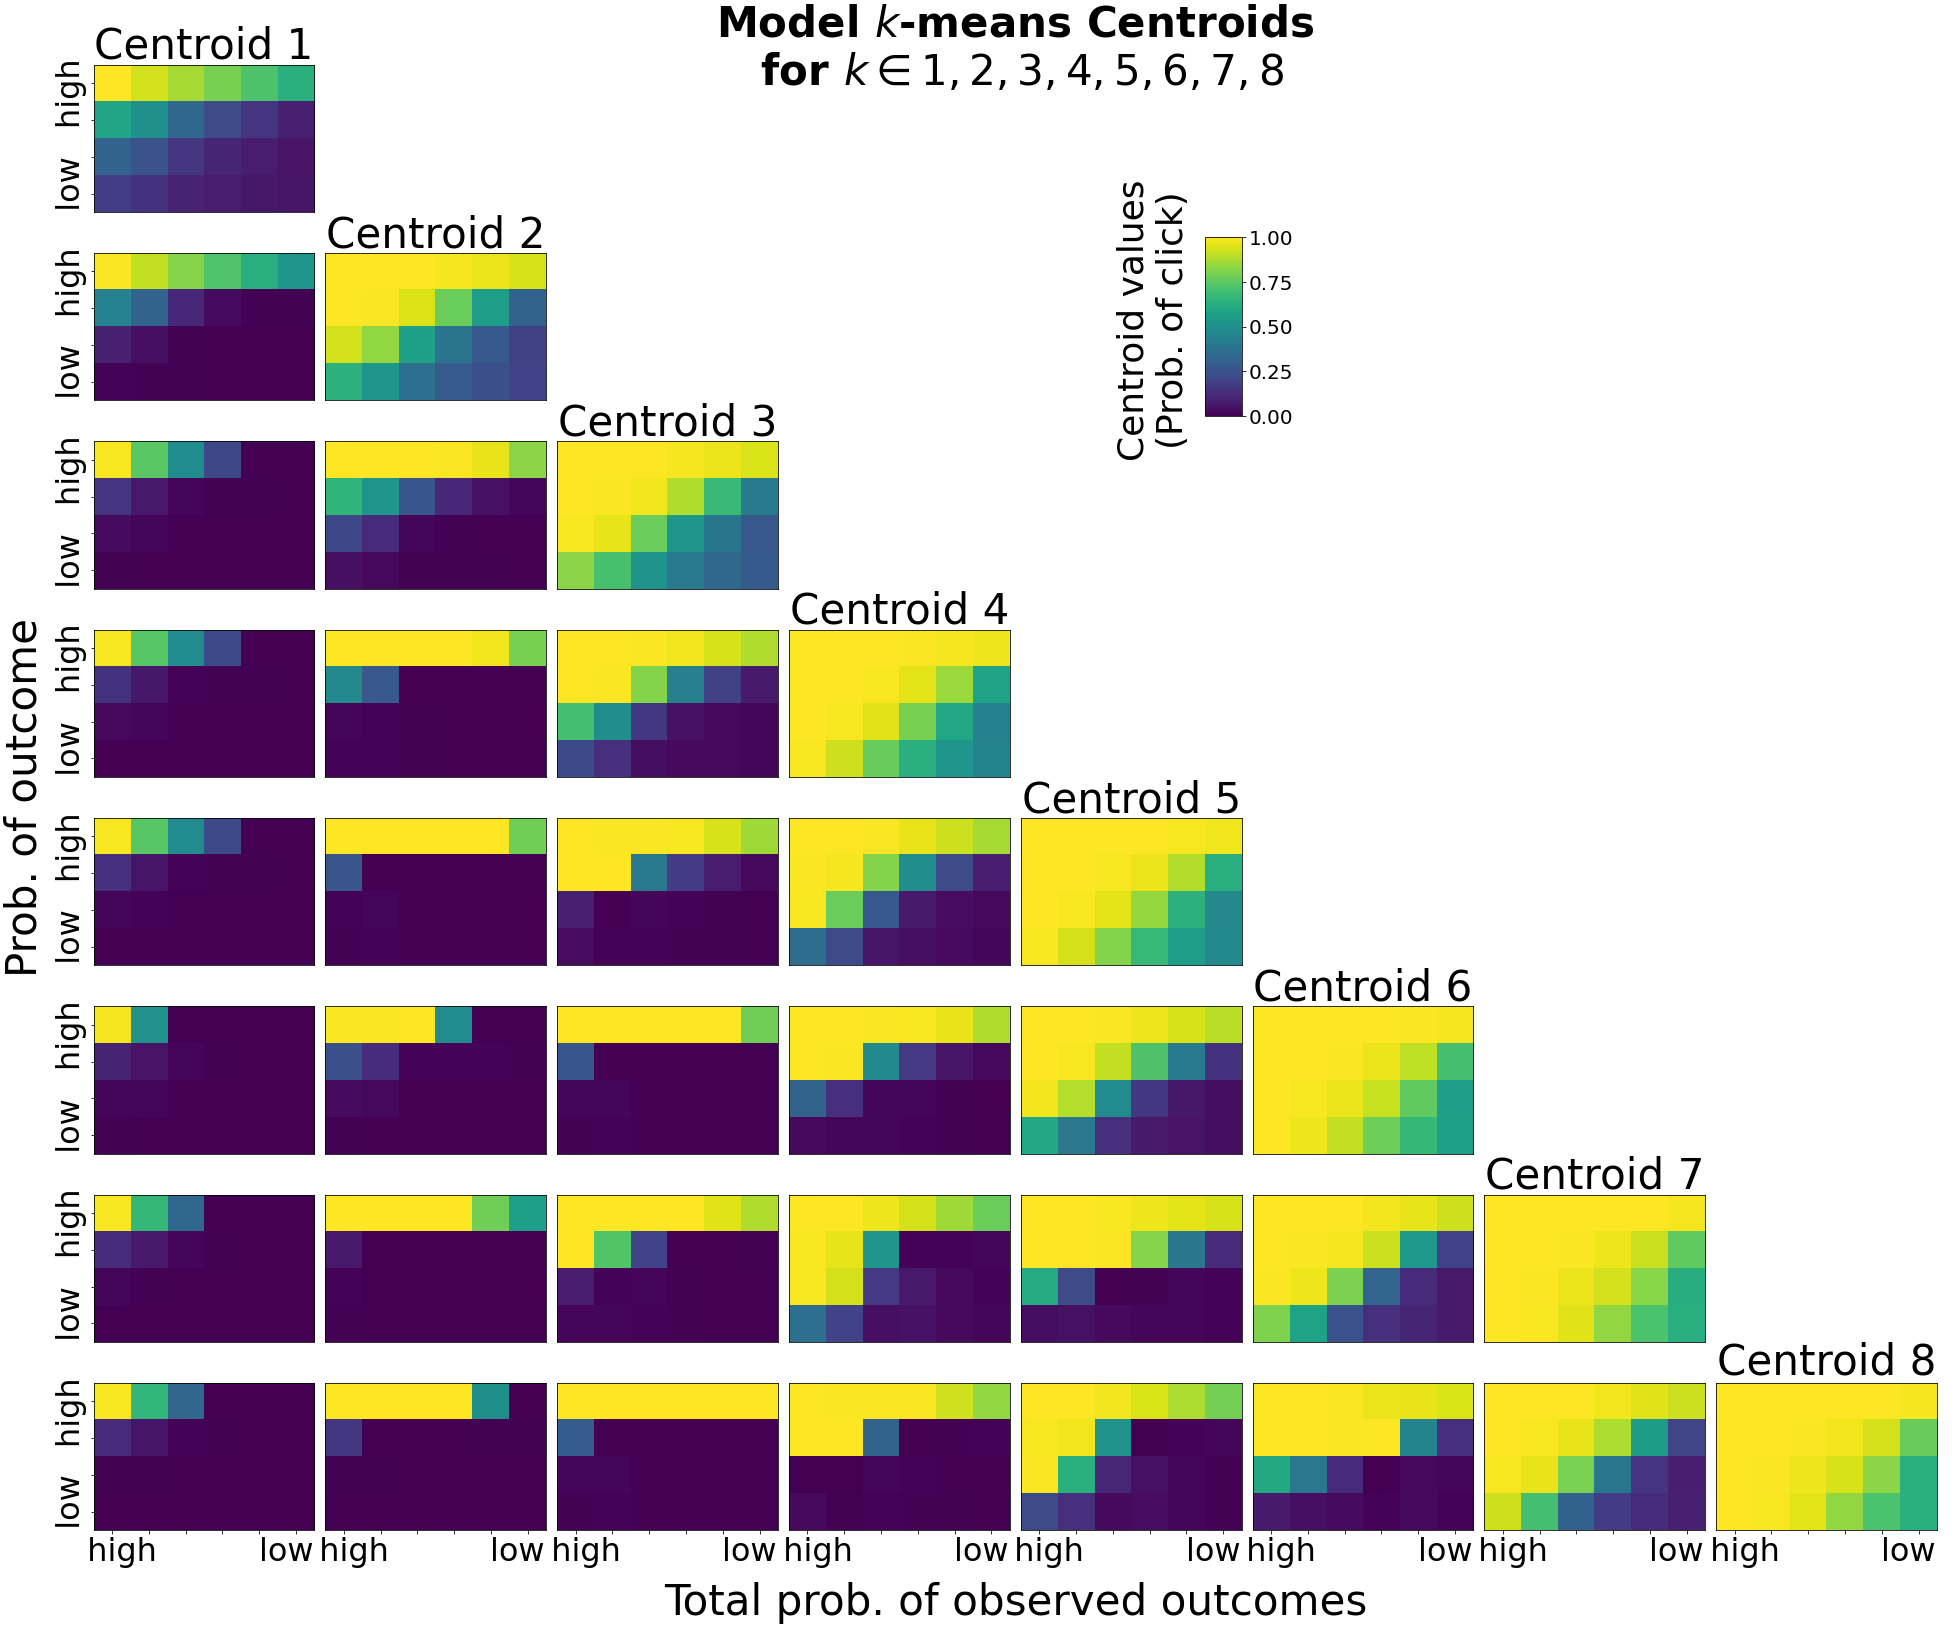 Model k-means Centroids
for k ∈ 1, 2, 3, 4, 5, 6, 7, 8
Centroid 1
high
low
Centroid 2
high
low
Centroid values
(Prob. of click)
1.00
0.75
0.50
0.25
0.00
Centroid 3
high
low
Centroid 4
high
low
Prob. of outcome
Centroid 5
high
low
Centroid 6
high
low
Centroid 7
high
low
Centroid 8
high
low
high low high low high low high low high low high low high low high low
Total prob. of observed outcomes